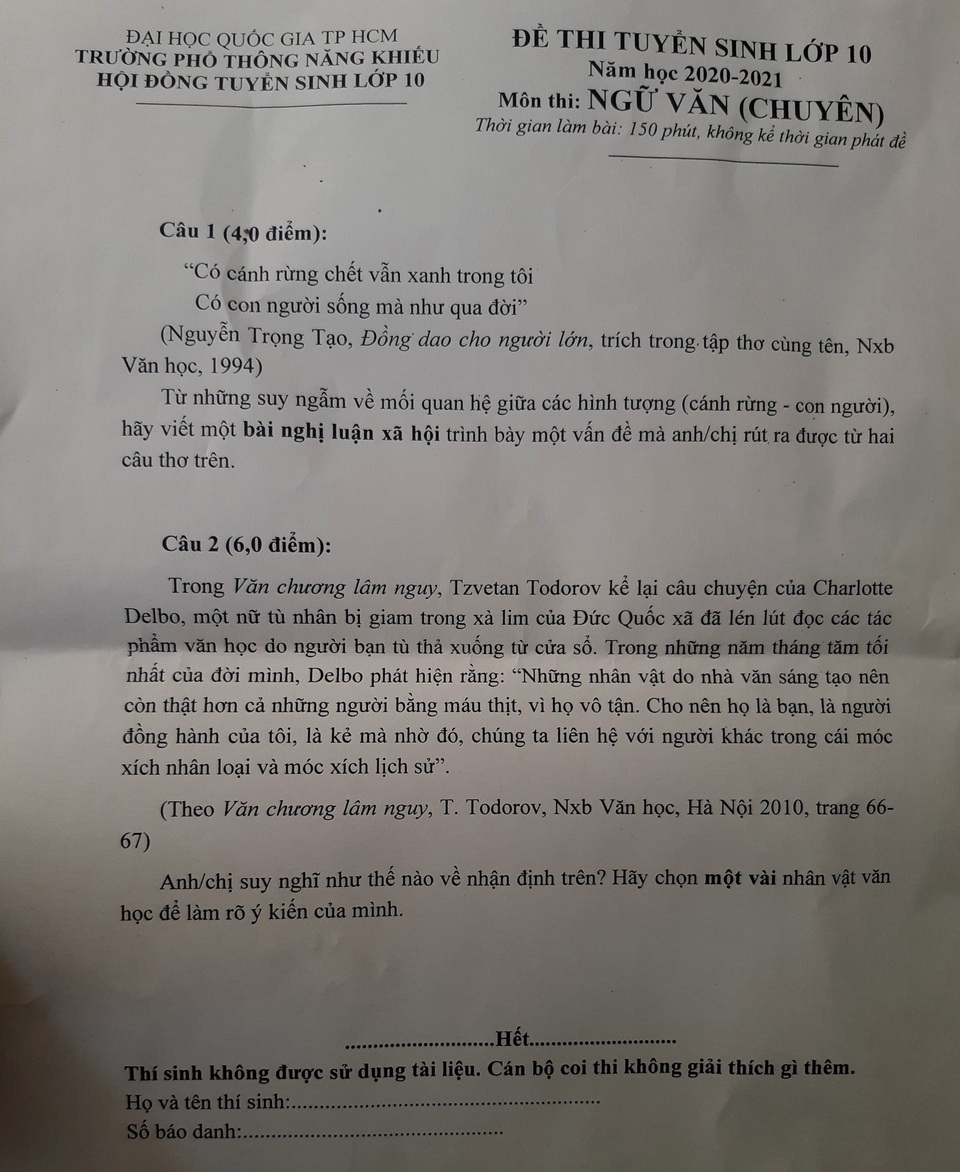 ĐẠI HỌC QUỐC GIA TP HCM
TRƯỜNG PHỔ THÔNG NĂNG KHIẾU
HỘI ĐỒNG TUYỂN SINH LỚP 10
ĐỀ THI TUYỂN SINH LỚP 10
Năm học 2020-2021
Môn thi: NGỮ VĂN (CHUYÊN)
Thời gian làm bài: 150 phút, không kể thời gian phát đề
Câu 1 (4,0 điểm):
“Có cánh rừng chết vẫn xanh trong tôi
Có con người sống mà như qua đời”
(Nguyễn Trọng Tạo, Đồng dao cho người lớn, trích trong tập thơ cùng tên, Nxb
Văn học, 1994)
Từ những suy ngẫm về mối quan hệ giữa các hình tượng (cánh rừng - con người),
hãy viết một bài nghị luận xã hội trình bày một vấn đề mà anh/chị rút ra được từ hai
câu thơ trên.
Câu 2 (6,0 điểm):
Trong Văn chương lâm nguy, Tzvetan Todorov kể lại câu chuyện của Charlotte
Delbo, một nữ tù nhân bị giam trong xà lim của Đức Quốc xã đã lén lút đọc các tác
phẩm văn học do người bạn tù thả xuống từ cửa sổ. Trong những năm tháng tăm tối
nhất của đời mình, Delbo phát hiện rằng: “Những nhân vật do nhà văn sáng tạo nên
còn thật hơn cả những người bằng máu thịt, vì họ vô tận. Cho nên họ là bạn, là người
đồng hành của tôi, là kẻ mà nhờ đó, chúng ta liên hệ với người khác trong cái móc
xích nhân loại và móc xích lịch sử”.
(Theo Văn chương lâm nguy, T. Todorov, Nxb Văn học, Hà Nội 2010, trang 66-
67)
Anh/chị suy nghĩ như thế nào về nhận định trên? Hãy chọn một vài nhân vật văn
học để làm rõ ý kiến của mình.
...........................Hết...........................
Thí sinh không được sử dụng tài liệu. Cán bộ coi thi không giải thích gì thêm.
Họ và tên thí sinh:......................................................
Số báo danh:.............................................